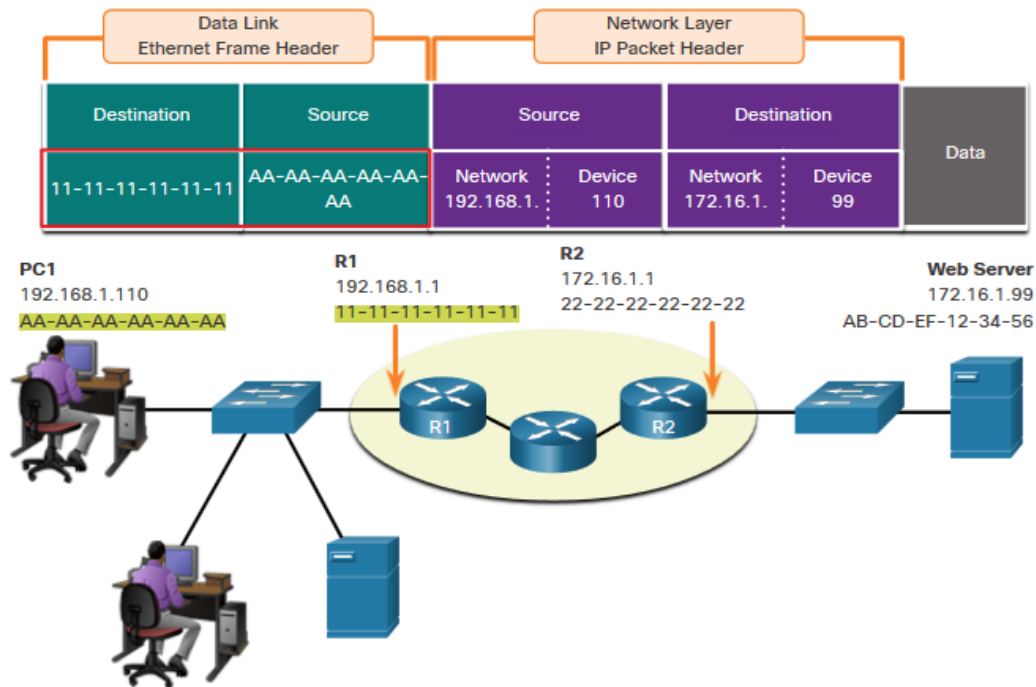 Data Link
Ethernet Frame Header
Network Layer
IP Packet Header
Destination
Source
Source
Destination
Data
11-11-11-11-11-11
AA-AA-AA-AA-AA-
AA
Network
192.168.1.
Device
110
Network
172.16.1.
Device
99
PC1
192.168.1.110
AA-AA-AA-AA-AA-AA
R1
192.168.1.1
11-11-11-11-11-11
R2
172.16.1.1
22-22-22-22-22-22
Web Server
172.16.1.99
AB-CD-EF-12-34-56
R1
R2